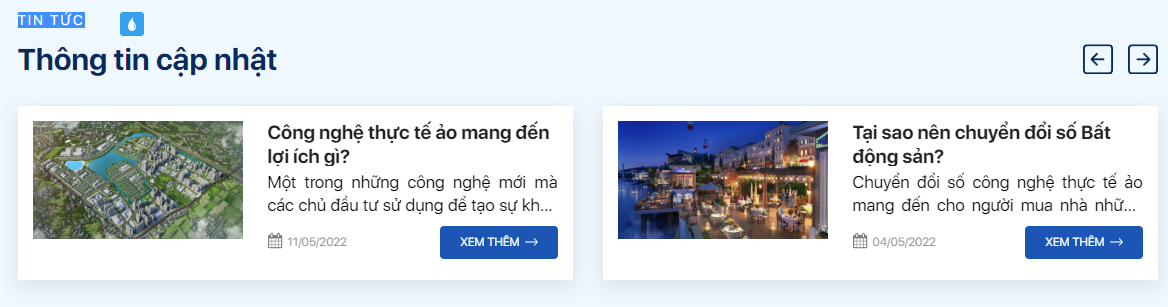 TIN TỨC
Thông tin cập nhật
Công nghệ thực tế ảo mang đến
lợi ích gì?
Một trong những công nghệ mới mà
các chủ đầu tư sử dụng để tạo sự kh...
11/05/2022
XEM THÊM
Tại sao nên chuyển đổi số Bất
động sản?
Chuyển đổi số công nghệ thực tế ảo
mang đến cho người mua nhà nhữ...
04/05/2022
XEM THÊM